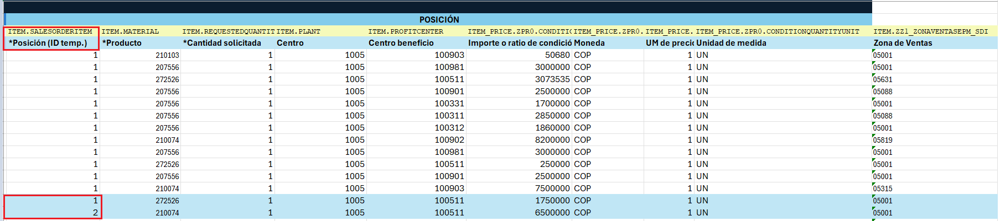 POSICIÓN
ITEM.SALESORDERITEM ITEM.MATERIAL ITEM.REQUESTEDQUANTIT ITEM.PLANT ITEM.PROFITCENTER ITEM_PRICE.ZPR0.CONDITIC ITEM_PRICE.ZPR0. ITEM_PRICE. ITEM_PRICE.ZPR0.CONDITIONQUANTITYUNIT ITEM.ZZ1_ZONAVENTASEPM_SDI
*Posición (ID temp.) *Producto *Cantidad solicitada Centro Centro beneficio Importe o ratio de condició Moneda UM de preci Unidad de medida Zona de Ventas
1 210103 1 1005 100903 50680 COP 1 UN 05001
1 207556 1 1005 100981 3000000 COP 1 UN 05001
1 272526 1 1005 100511 3073535 COP 1 UN 05631
1 207556 1 1005 100901 2500000 COP 1 UN 05088
1 207556 1 1005 100331 1700000 COP 1 UN 05001
1 207556 1 1005 100311 2850000 COP 1 UN 05088
1 207556 1 1005 100312 1860000 COP 1 UN 05001
1 210074 1 1005 100902 8200000 COP 1 UN 05819
1 207556 1 1005 100981 3000000 COP 1 UN 05001
1 272526 1 1005 100511 250000 COP 1 UN 05001
1 207556 1 1005 100901 2500000 COP 1 UN 05001
1 210074 1 1005 100903 7500000 COP 1 UN 05315
1 272526 1 1005 100511 1750000 COP 1 UN 05001
2 210074 1 1005 100511 6500000 COP 1 UN 05001